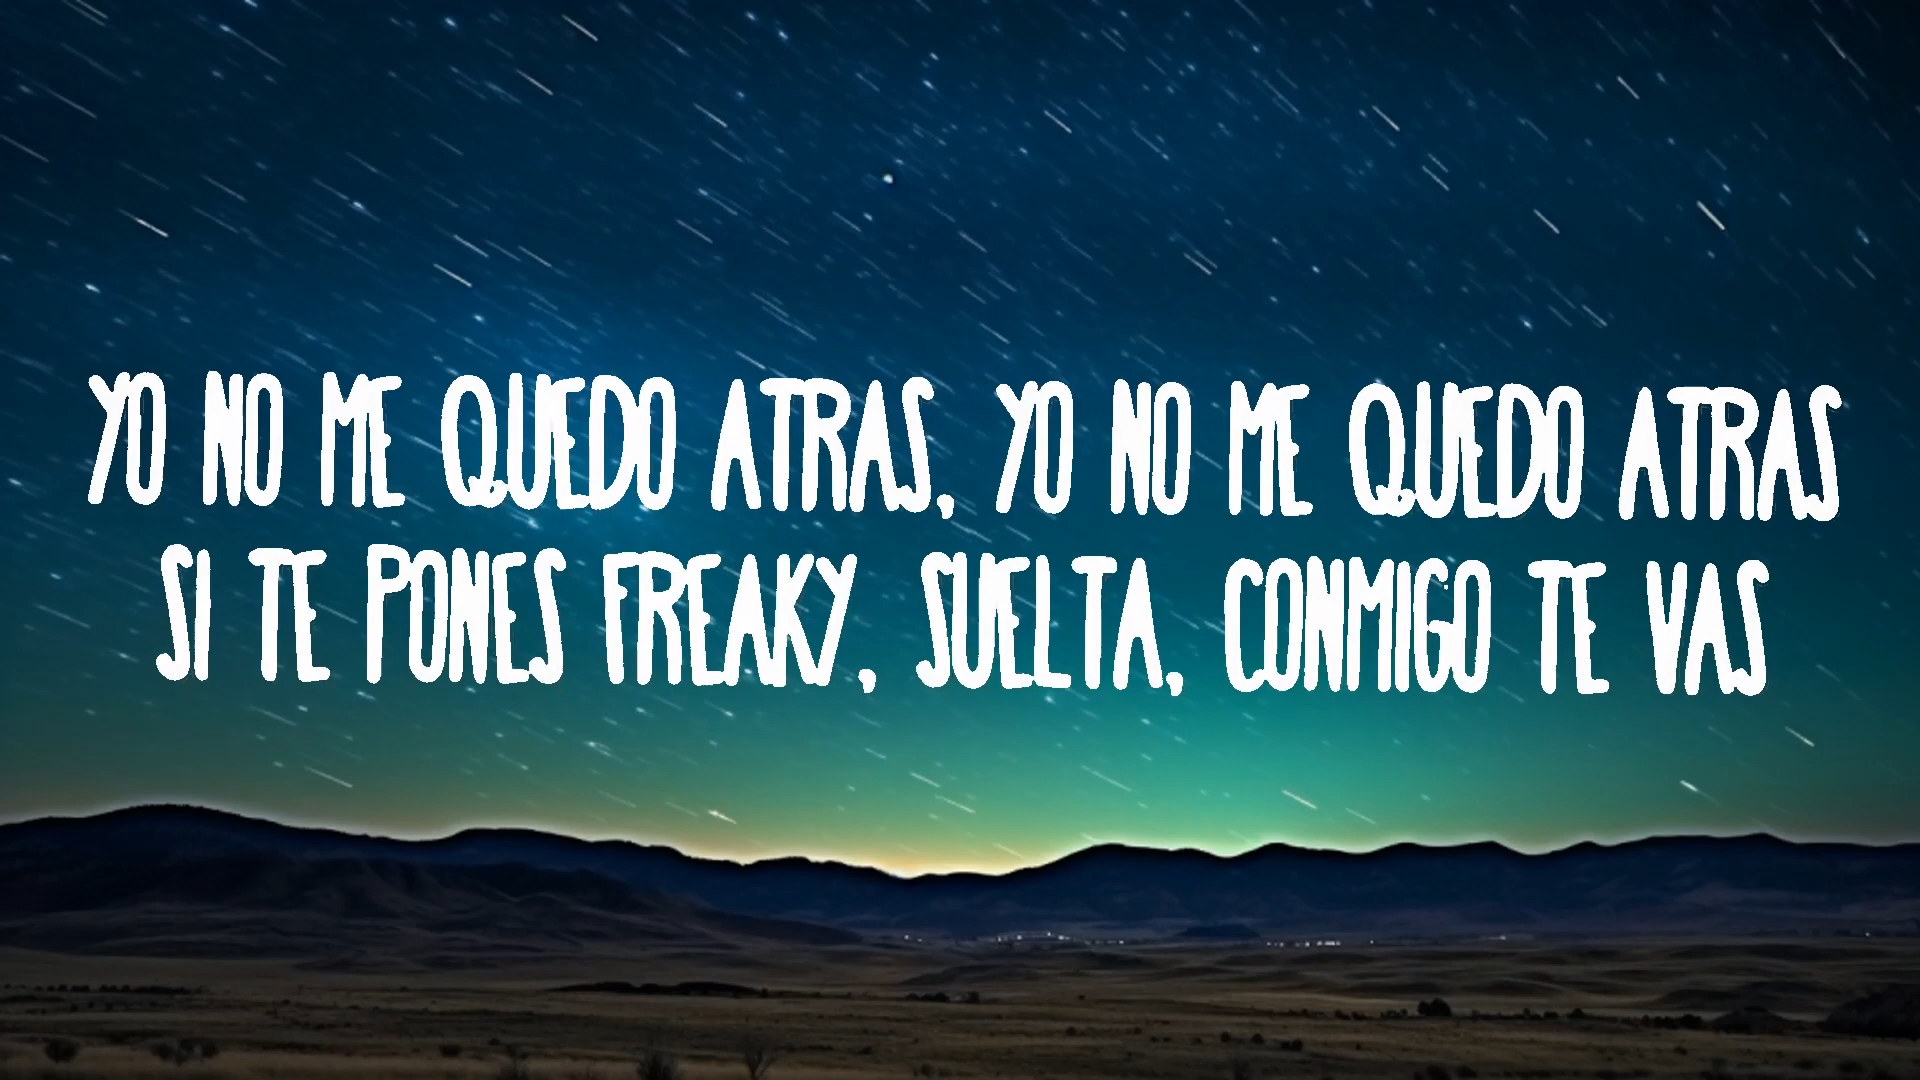 YO NO ME QUEDO ATRAS, YO NO ME QUEDO ATRAS
SI TE PONES FREAKY, SUELTA, CONMIGO TE VAS